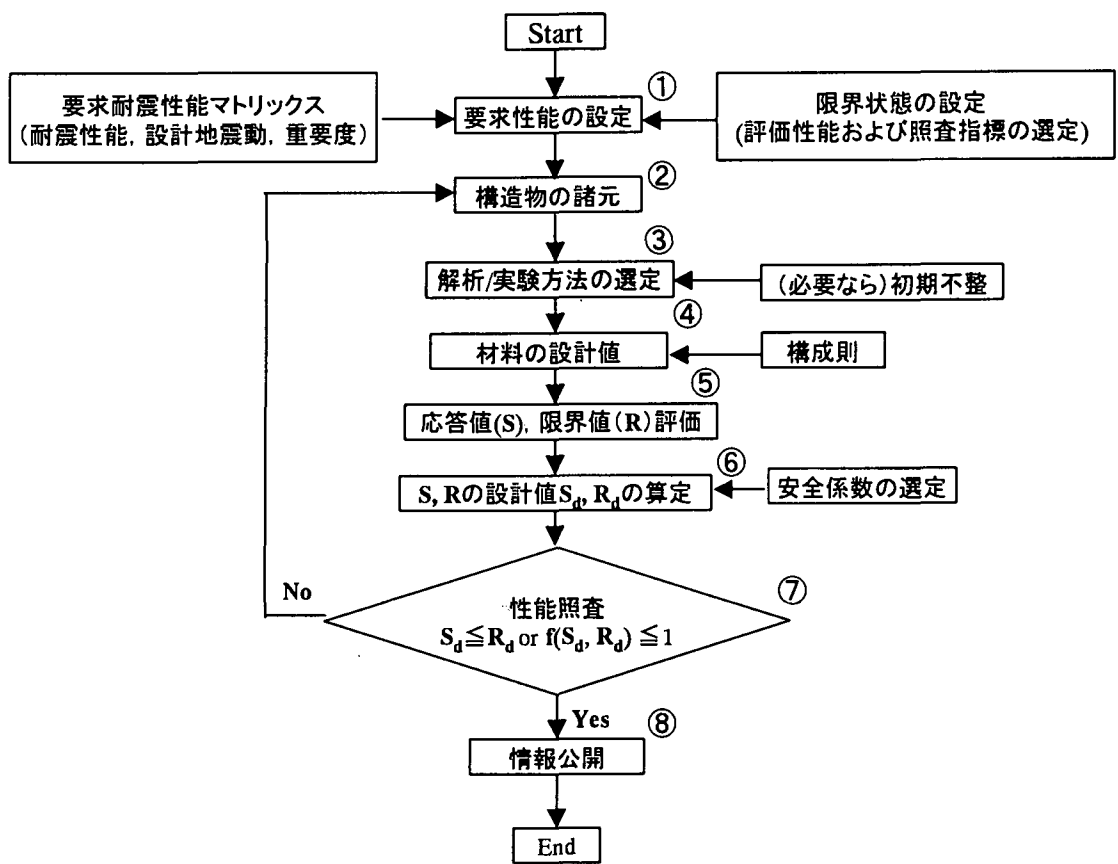 Start
①
要求耐震性能マトリックス
(耐震性能, 設計地震動, 重要度)
要求性能の設定
限界状態の設定
(評価性能および照査指標の選定)
②
構造物の諸元
③
解析/実験方法の選定
(必要なら)初期不整
④
材料の設計値
構成則
⑤
応答値(S), 限界値(R)評価
⑥
S, Rの設計値Sd, Rdの算定
安全係数の選定
⑦
No
性能照査
Sd≦Rd or f(Sd, Rd) ≦1
Yes
⑧
情報公開
End